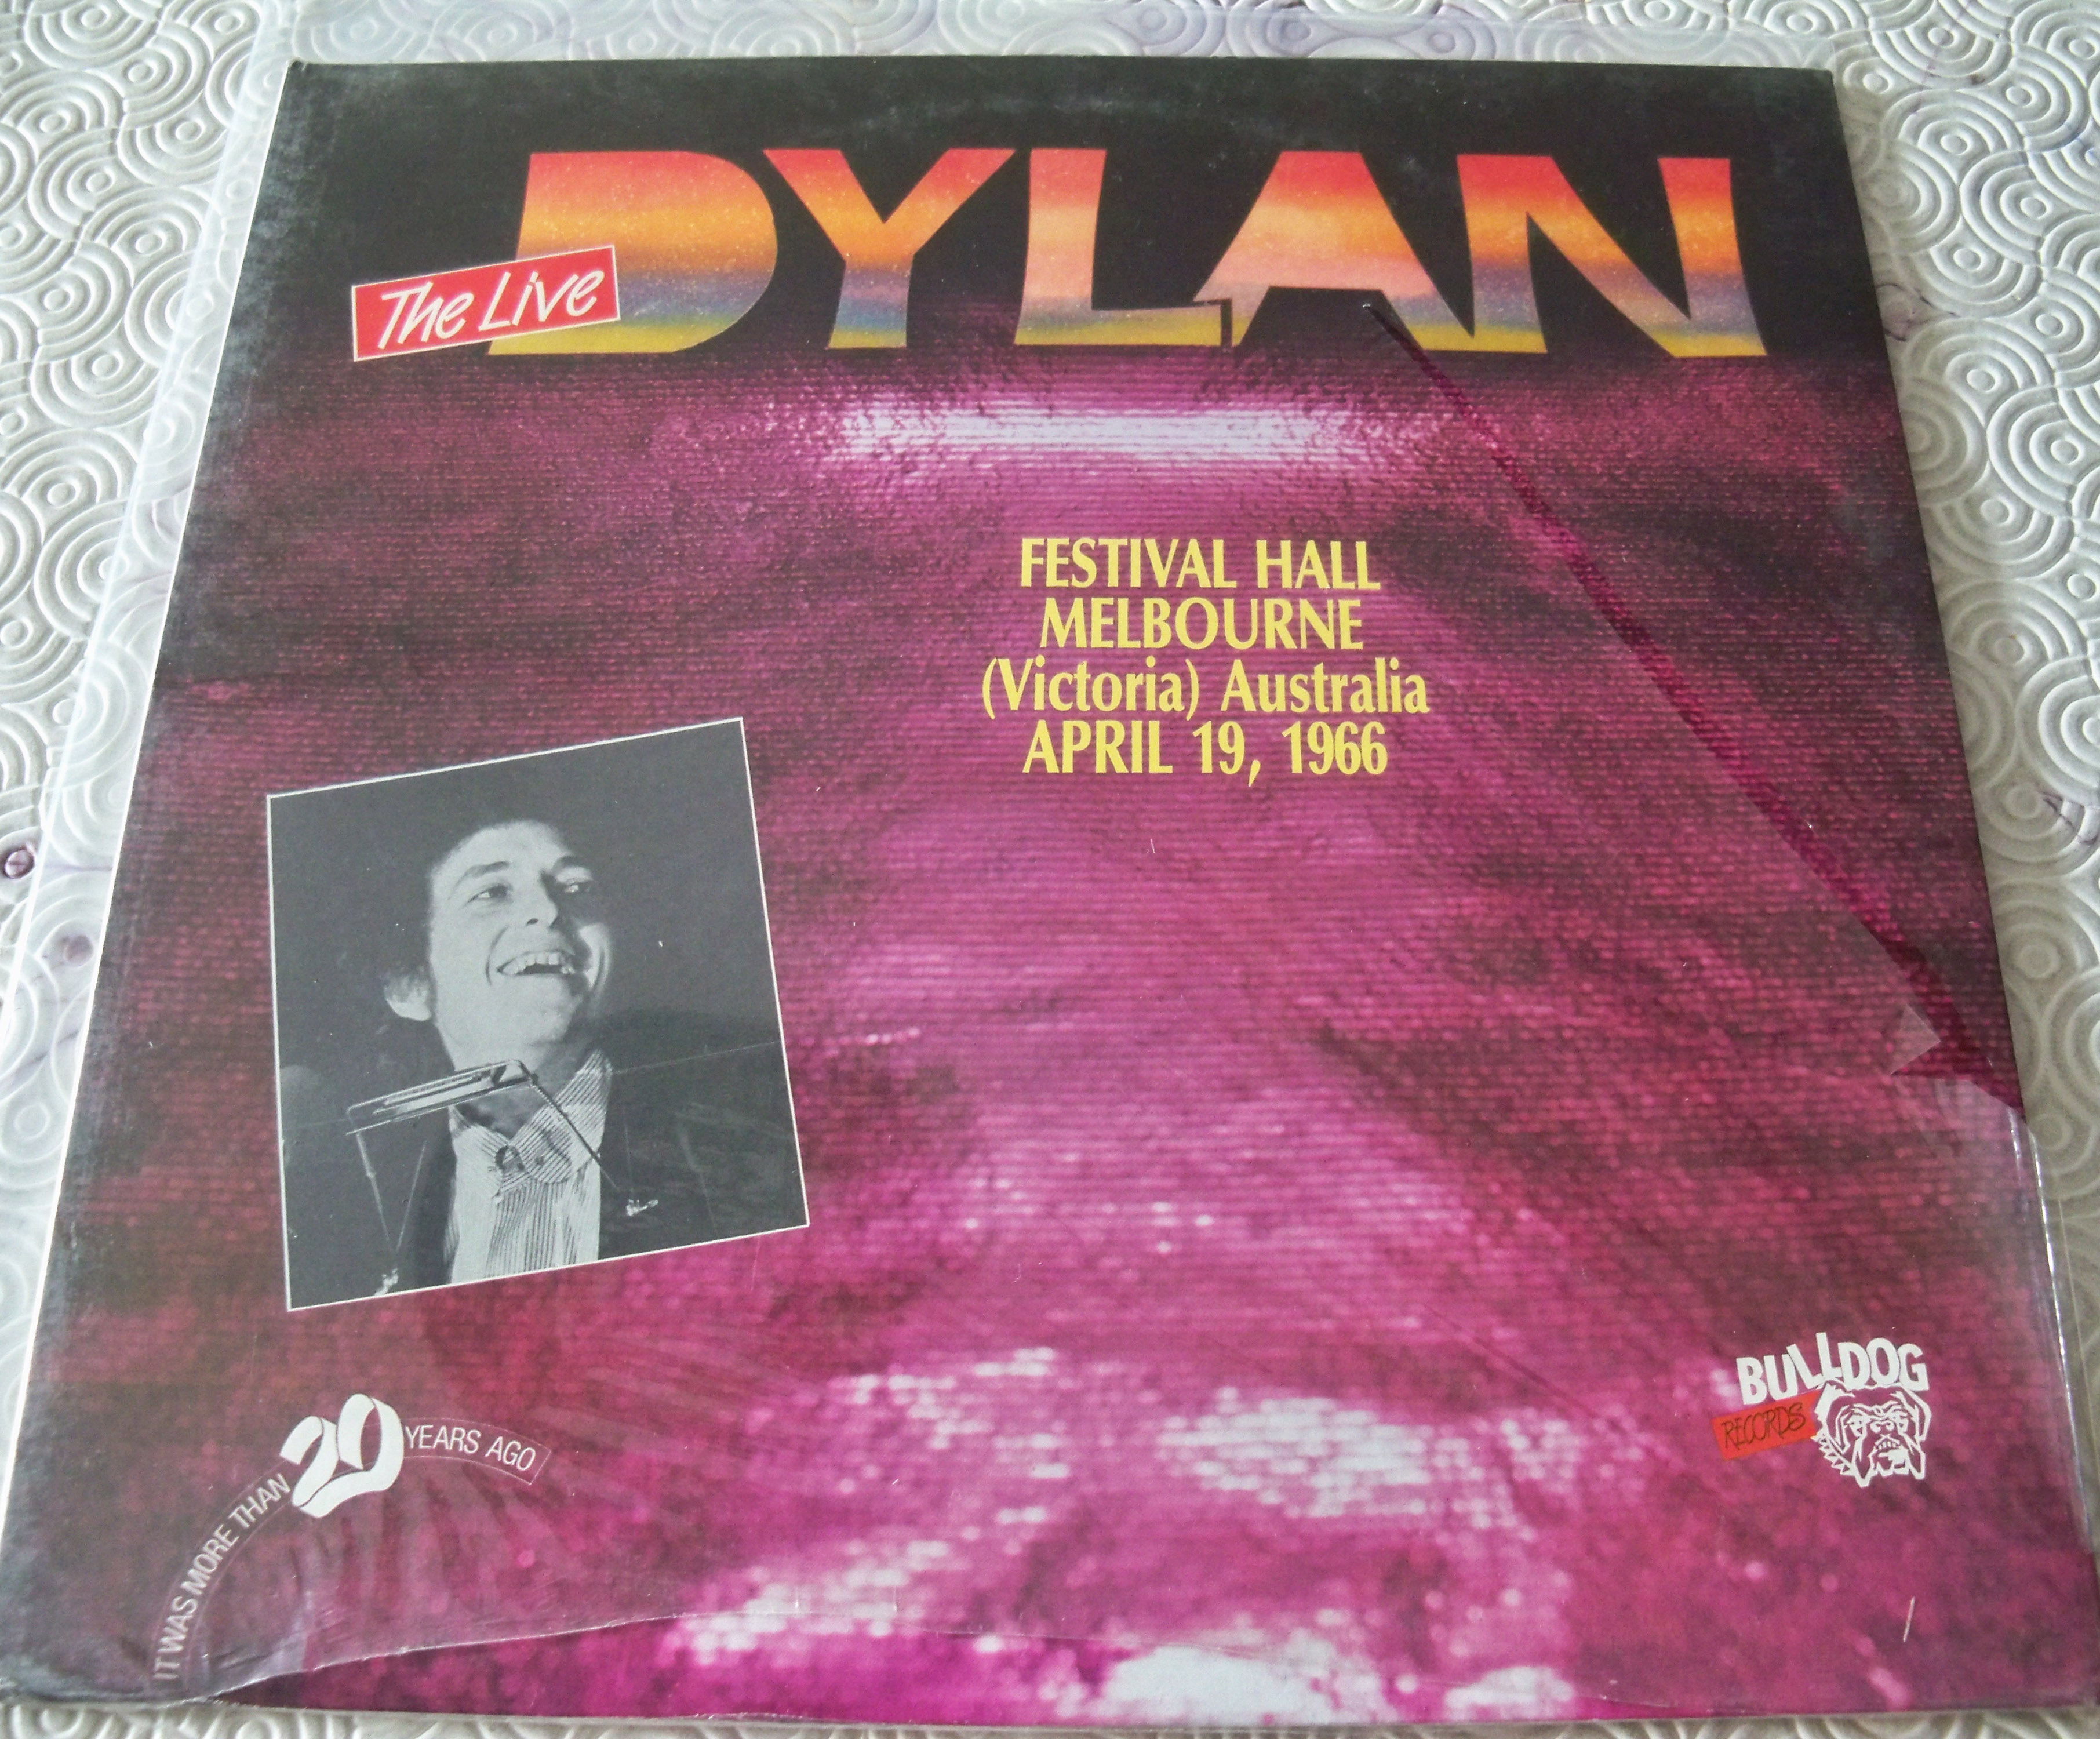 DYLAN
The Live
FESTIVAL HALL
MELBOURNE
(Victoria) Australia
APRIL 19, 1966
IT WAS MORE THAN 20 YEARS AGO
BULLDOG
RECORDS